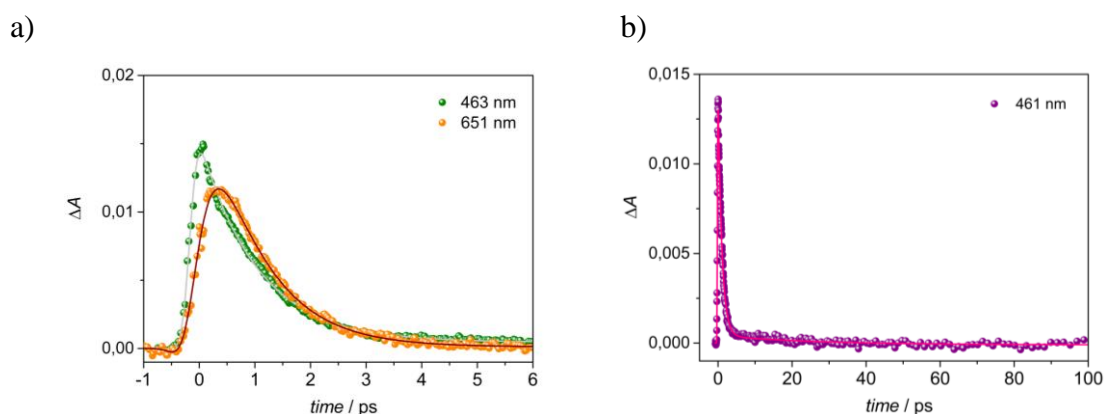 a)
b)
0,02
0,01
0,00
ΔA
463 nm
651 nm
-1 0 1 2 3 4 5 6
time / ps
0,015
0,010
0,005
0,000
ΔA
461 nm
0 20 40 60 80 100
time / ps